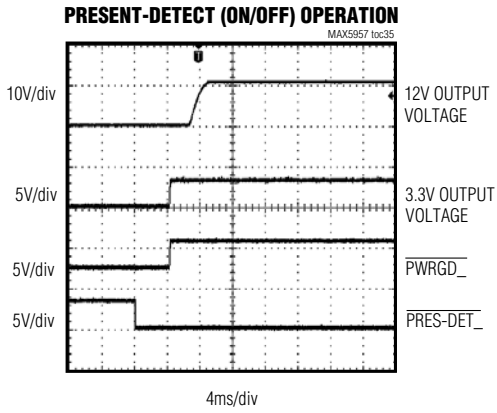 PRESENT-DETECT (ON/OFF) OPERATION
MAX5957 toc35
T
10V/div
12V OUTPUT
VOLTAGE
5V/div
3.3V OUTPUT
VOLTAGE
5V/div
PWRGD_
5V/div
PRES-DET_
4ms/div